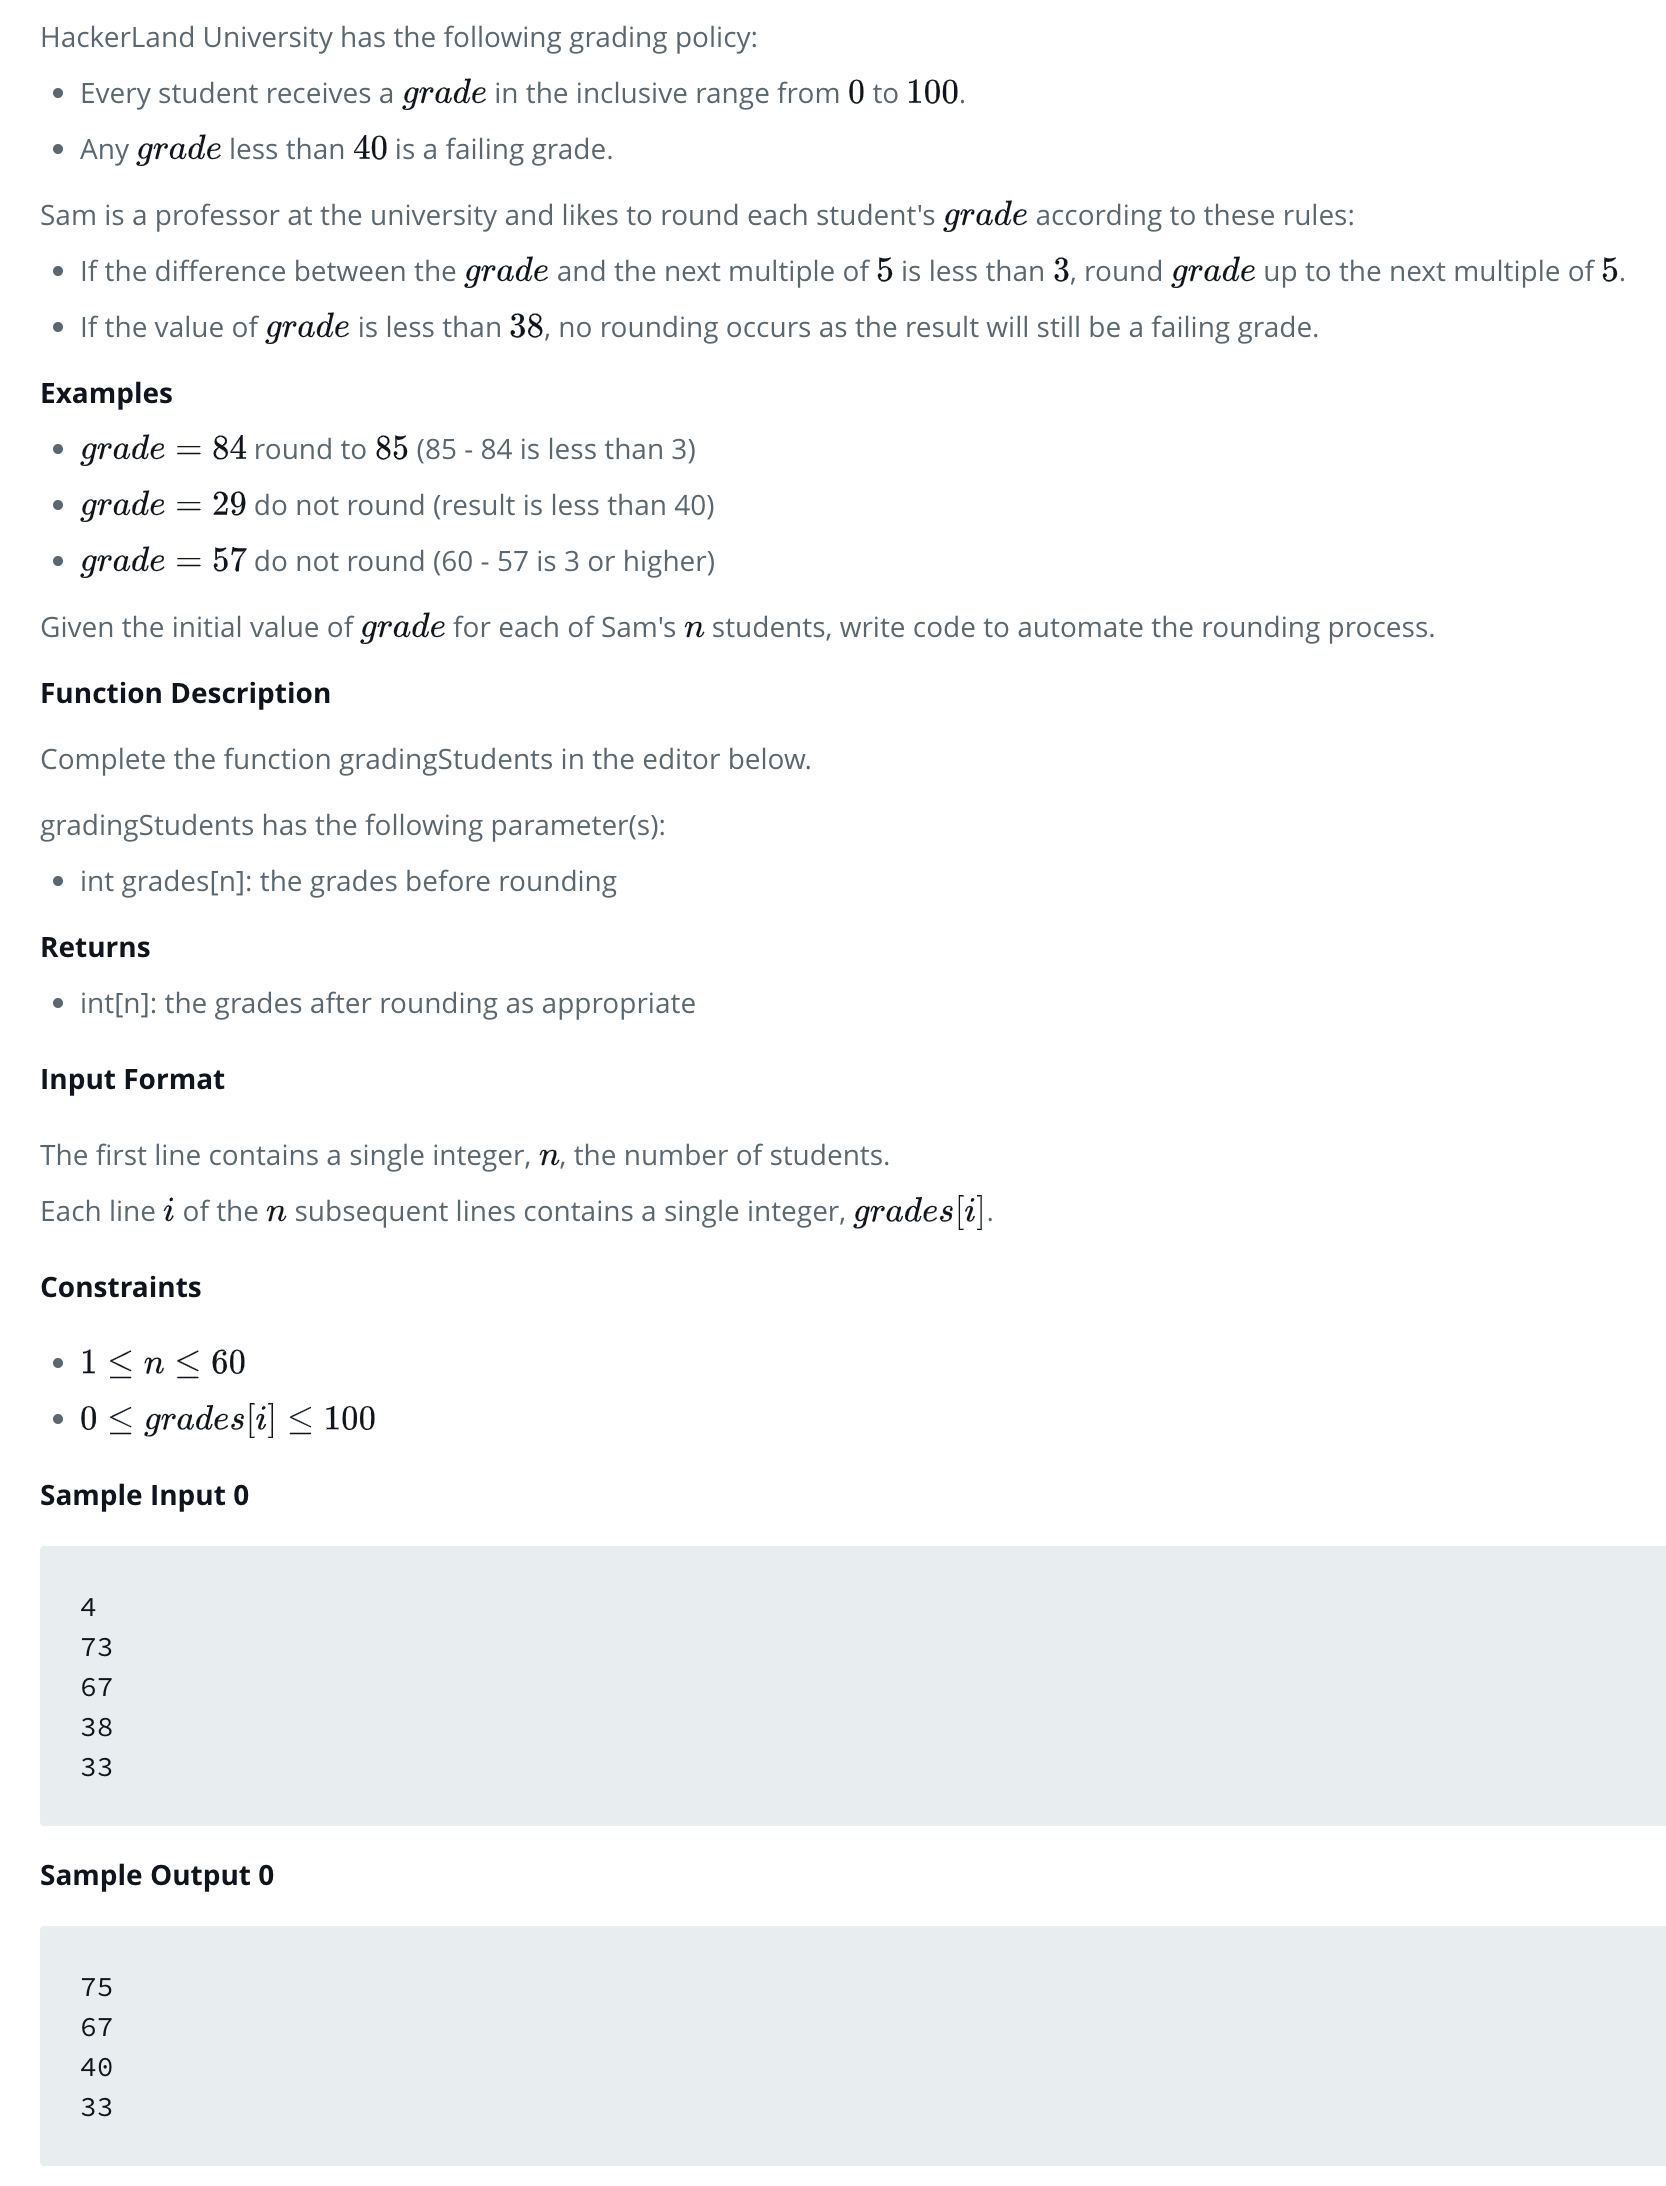 HackerLand University has the following grading policy:
• Every student receives a grade in the inclusive range from 0 to 100.
• Any grade less than 40 is a failing grade.
Sam is a professor at the university and likes to round each student's grade according to these rules:
• If the difference between the grade and the next multiple of 5 is less than 3, round grade up to the next multiple of 5.
• If the value of grade is less than 38, no rounding occurs as the result will still be a failing grade.
Examples
• grade = 84 round to 85 (85 - 84 is less than 3)
• grade = 29 do not round (result is less than 40)
• grade = 57 do not round (60 - 57 is 3 or higher)
Given the initial value of grade for each of Sam's n students, write code to automate the rounding process.
Function Description
Complete the function gradingStudents in the editor below.
gradingStudents has the following parameter(s):
• int grades[n]: the grades before rounding
Returns
• int[n]: the grades after rounding as appropriate
Input Format
The first line contains a single integer, n, the number of students.
Each line i of the n subsequent lines contains a single integer, grades[i].
Constraints
• 1 ≤ n ≤ 60
• 0 ≤ grades[i] ≤ 100
Sample Input 0
4
73
67
38
33
Sample Output 0
75
67
40
33